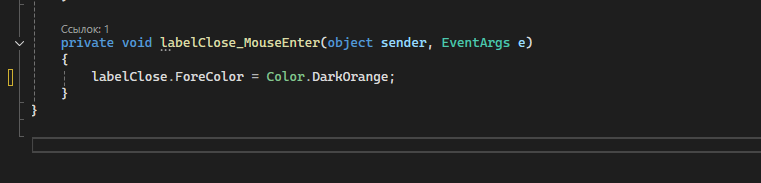 Ссылок: 1
private void labelClose_MouseEnter(object sender, EventArgs e)
{
labelClose.ForeColor = Color.DarkOrange;
}
}